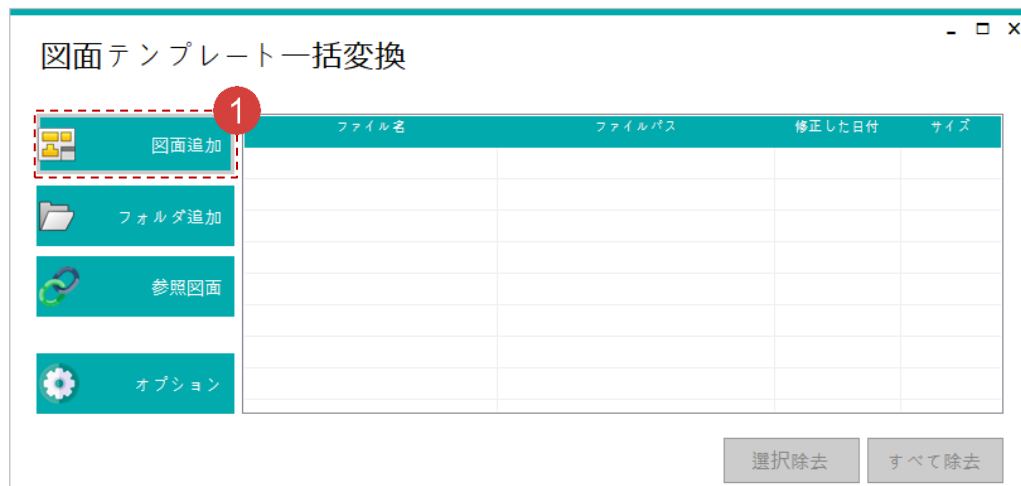 図面テンプレート一括変換
1
図面追加
ファイル名 ファイルパス 修正した日付 サイズ
フォルダ追加
参照図面
オプション
選択除去 すべて除去